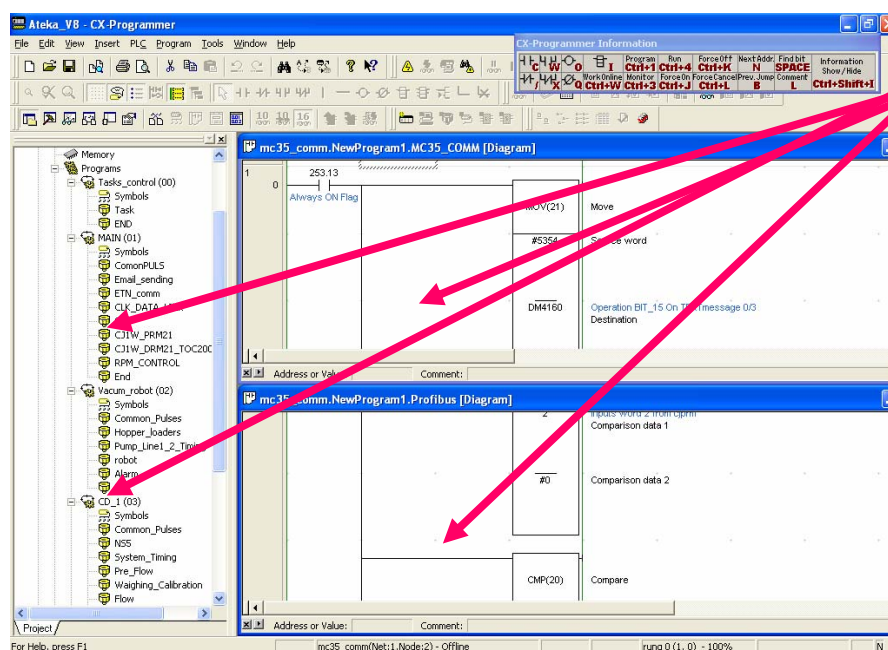 Ateka_V8 - CX-Programmer
File Edit View Insert PLC Program Tools Window Help
CX-Programmer Information
C W O I Program Ctrl+1 Run Ctrl+4 ForceOff Ctrl+K Next Addr. N Find bit SPACE Information Show/Hide
/ X Q Work Online Ctrl+W Monitor Ctrl+3 ForceOn Ctrl+J ForceCancel Ctrl+L Prev. Jump B Comment L Ctrl+Shift+I
Memory
Programs
Tasks_control (00)
Symbols
Task
END
MAIN (01)
Symbols
ComonPULS
Email_sending
ETN_comm
CJ1W_PRM21
CJ1W_DRM21_TOC200
RPM_CONTROL
End
Vacum_robot (02)
Symbols
Common_Pulses
Hopper_loaders
Pump_Line1_2_Timing
robot
Alarm
CD_1 (03)
Symbols
Common_Pulses
NS5
System_Timing
Pre_Flow
Waighing_Calibration
Flow
Project
mc35_comm.NewProgram1.MC35_COMM [Diagram]
1
0
253.13
Always ON Flag
MOV(21) Move
#5354 Source word
DM4160 Operation BIT_15 On message 0/3
Destination
Address or Value: Comment:
mc35_comm.NewProgram1.Profibus [Diagram]
2 Inputs word 2 from cjprm
Comparison data 1
#0 Comparison data 2
CMP(20) Compare
Address or Value: Comment:
For Help, press F1 mc35_comm(Net:1,Node:2) - Offline rung 0 (1, 0) - 100% N